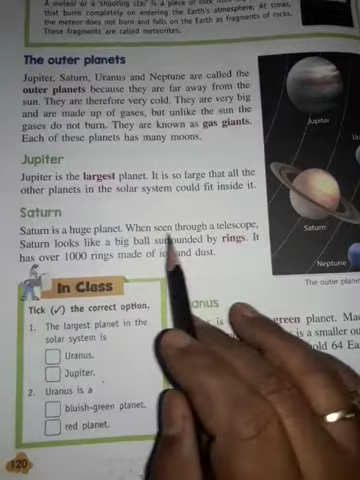 A meteor or a 'shooting star' is a piece of rock
that burns completely on entering the Earth's atmosphere. At times,
the meteor does not burn and falls on the Earth as fragments of rocks.
These fragments are called meteorites.
The outer planets
Jupiter, Saturn, Uranus and Neptune are called the
outer planets because they are far away from the
sun. They are therefore very cold. They are very big
and are made up of gases, but unlike the sun the
gases do not burn. They are known as gas giants.
Each of these planets has many moons.
Jupiter
Jupiter is the largest planet. It is so large that all the
other planets in the solar system could fit inside it.
Saturn
Saturn is a huge planet. When seen through a telescope,
Saturn looks like a big ball surrounded by rings. It
has over 1000 rings made of ice and dust.
Jupiter
Saturn
Neptune
The outer planet
In Class
Tick (✓) the correct option.
1. The largest planet in the
solar system is
Uranus.
Jupiter.
2. Uranus is a
bluish-green planet.
red planet.
anus
is green planet. Mad
is a smaller ou
old 64 Ear
120